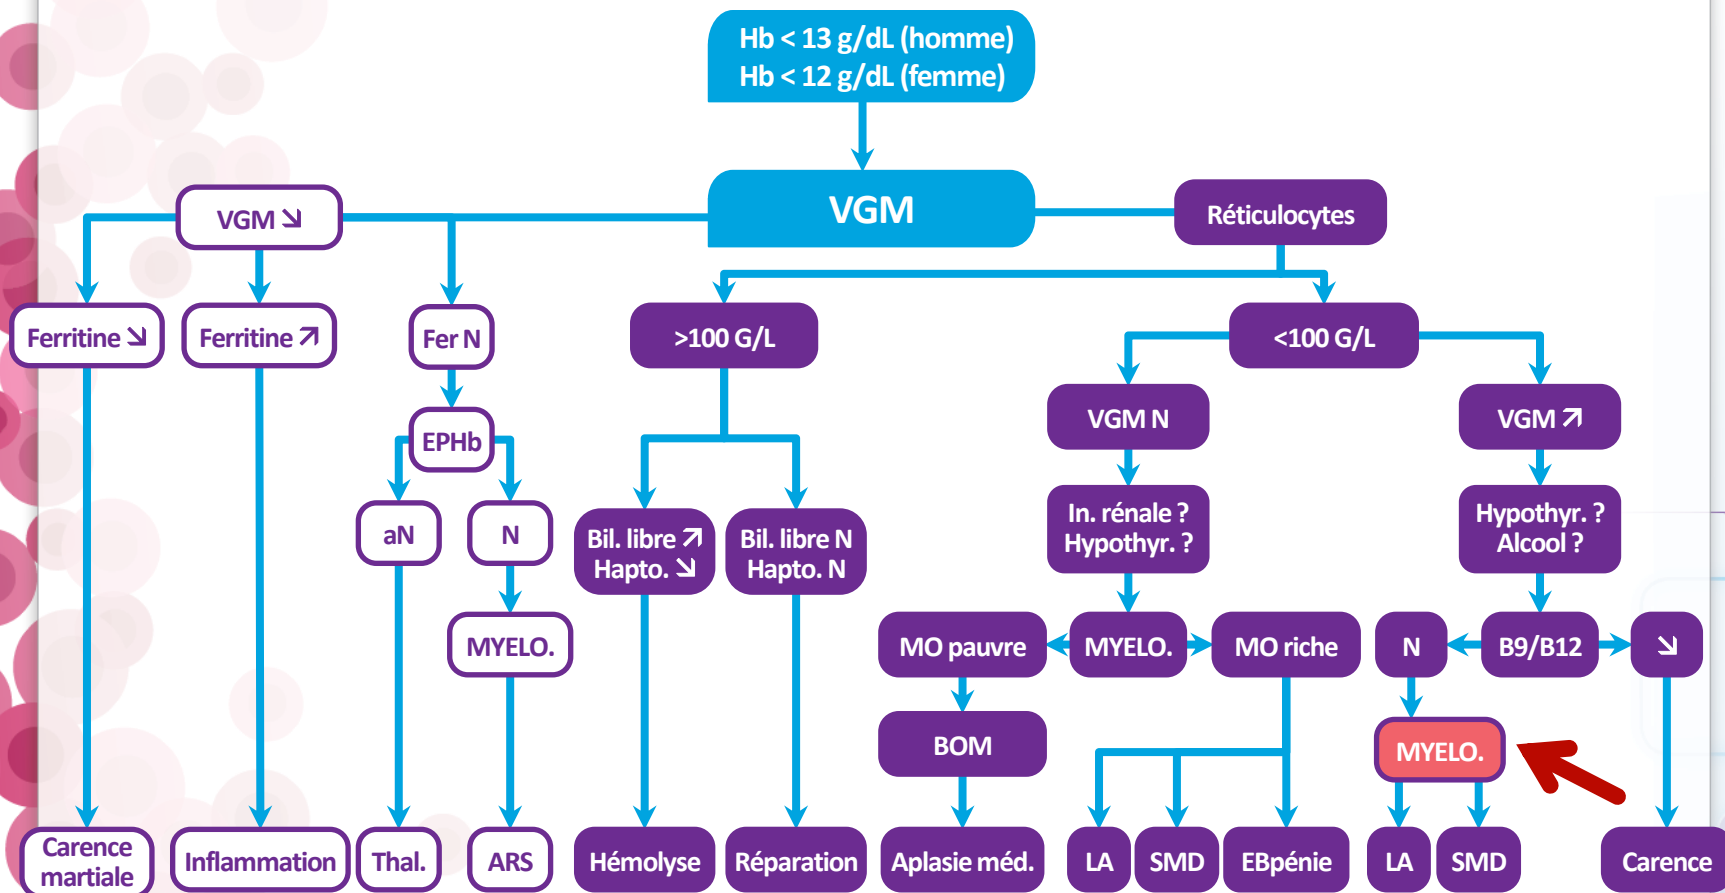 Hb < 13 g/dL (homme)
Hb < 12 g/dL (femme)
VGM ↘
VGM
Réticulocytes
Ferritine ↘
Ferritine ↗
Fer N
>100 G/L
<100 G/L
EPHb
VGM N
VGM ↗
aN
N
Bil. libre ↗
Hapto. ↘
Bil. libre N
Hapto. N
In. rénale ?
Hypothyr. ?
Hypothyr. ?
Alcool ?
MYELO.
MO pauvre
MYELO.
MO riche
N
B9/B12
↘
BOM
MYELO.
Carence
martiale
Inflammation
Thal.
ARS
Hémolyse
Réparation
Aplasie méd.
LA
SMD
EBpénie
LA
SMD
Carence